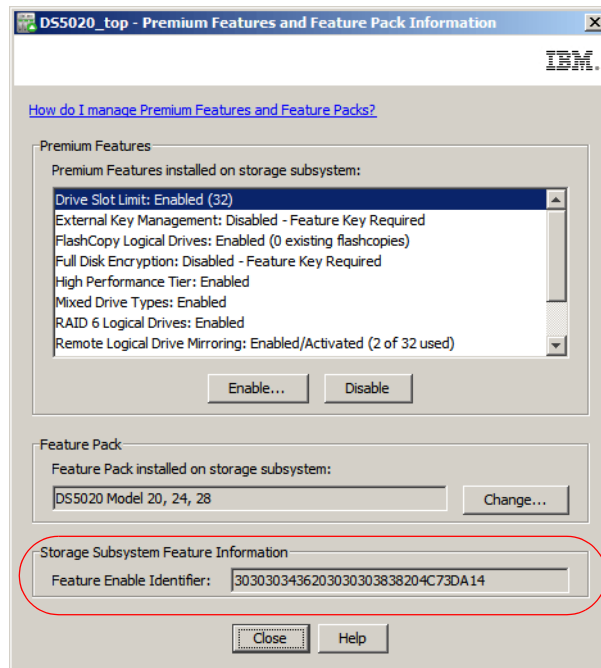 DS5020_top - Premium Features and Feature Pack Information
IBM.
How do I manage Premium Features and Feature Packs?
Premium Features
Premium Features installed on storage subsystem:
Drive Slot Limit: Enabled (32)
External Key Management: Disabled - Feature Key Required
FlashCopy Logical Drives: Enabled (0 existing flashcopies)
Full Disk Encryption: Disabled - Feature Key Required
High Performance Tier: Enabled
Mixed Drive Types: Enabled
RAID 6 Logical Drives: Enabled
Remote Logical Drive Mirroring: Enabled/Activated (2 of 32 used)
Enable... Disable
Feature Pack
Feature Pack installed on storage subsystem:
DS5020 Model 20, 24, 28
Change...
Storage Subsystem Feature Information
Feature Enable Identifier: 3030303436203030303838204C73DA14
Close Help